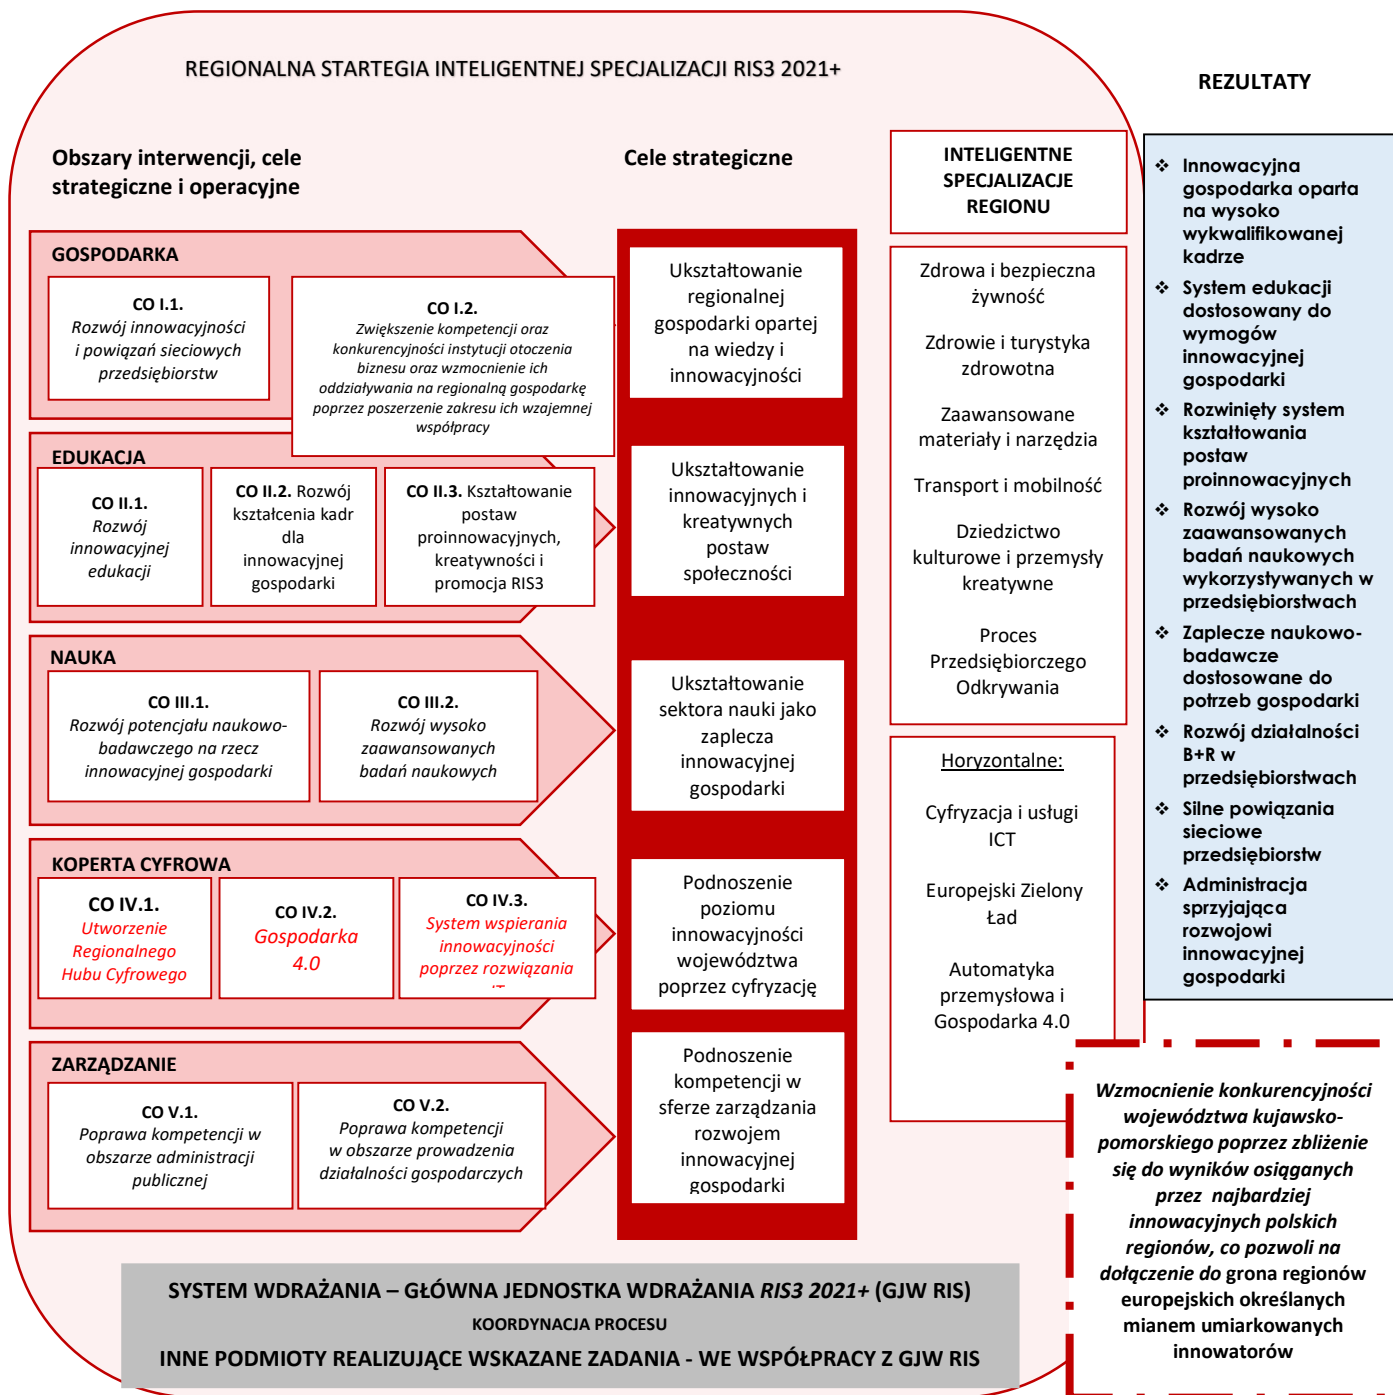 REGIONALNA STARTEGIA INTELIGENTNEJ SPECJALIZACJI RIS3 2021+
Obszary interwencji, cele
strategiczne i operacyjne
Cele strategiczne
GOSPODARKA
CO I.1.
Rozwój innowacyjności
i powiązań sieciowych
przedsiębiorstw
CO I.2.
Zwiększenie kompetencji oraz
konkurencyjności instytucji otoczenia
biznesu oraz wzmocnienie ich
oddziaływania na regionalną gospodarkę
poprzez poszerzenie zakresu ich wzajemnej
współpracy
Ukształtowanie
regionalnej
gospodarki opartej
na wiedzy i
innowacyjności
EDUKACJA
CO II.1.
Rozwój
innowacyjnej
edukacji
CO II.2. Rozwój
kształcenia kadr
dla
innowacyjnej
gospodarki
CO II.3. Kształtowanie
postaw
proinnowacyjnych,
kreatywności i
promocja RIS3
Ukształtowanie
innowacyjnych i
kreatywnych
postaw
społeczności
NAUKA
CO III.1.
Rozwój potencjału naukowo-
badawczego na rzecz
innowacyjnej gospodarki
CO III.2.
Rozwój wysoko
zaawansowanych
badań naukowych
Ukształtowanie
sektora nauki jako
zaplecza
innowacyjnej
gospodarki
KOPERTA CYFROWA
CO IV.1.
Utworzenie
Regionalnego
Hubu Cyfrowego
CO IV.2.
Gospodarka
4.0
CO IV.3.
System wspierania
innowacyjności
poprzez rozwiązania
IT
Podnoszenie
poziomu
innowacyjności
województwa
poprzez cyfryzację
ZARZĄDZANIE
CO V.1.
Poprawa kompetencji w
obszarze administracji
publicznej
CO V.2.
Poprawa kompetencji
w obszarze prowadzenia
działalności gospodarczych
Podnoszenie
kompetencji w
sferze zarządzania
rozwojem
innowacyjnej
gospodarki
INTELIGENTNE
SPECJALIZACJE
REGIONU
Zdrowa i bezpieczna
żywność
Zdrowie i turystyka
zdrowotna
Zaawansowane
materiały i narzędzia
Transport i mobilność
Dziedzictwo
kulturowe i przemysły
kreatywne
Proces
Przedsiębiorczego
Odkrywania
Horyzontalne:
Cyfryzacja i usługi
ICT
Europejski Zielony
Ład
Automatyka
przemysłowa i
Gospodarka 4.0
REZULTATY
❖ Innowacyjna
gospodarka oparta
na wysoko
wykwalifikowanej
kadrze
❖ System edukacji
dostosowany do
wymogów
innowacyjnej
gospodarki
❖ Rozwinięty system
kształtowania
postaw
proinnowacyjnych
❖ Rozwój wysoko
zaawansowanych
badań naukowych
wykorzystywanych w
przedsiębiorstwach
❖ Zaplecze naukowo-
badawcze
dostosowane do
potrzeb gospodarki
❖ Rozwój działalności
B+R w
przedsiębiorstwach
❖ Silne powiązania
sieciowe
przedsiębiorstw
❖ Administracja
sprzyjająca
rozwojowi
innowacyjnej
gospodarki
Wzmocnienie konkurencyjności
województwa kujawsko-
pomorskiego poprzez zbliżenie
się do wyników osiąganych
przez najbardziej
innowacyjnych polskich
regionów, co pozwoli na
dołączenie do grona regionów
europejskich określanych
mianem umiarkowanych
innowatorów
SYSTEM WDRAŻANIA – GŁÓWNA JEDNOSTKA WDRAŻANIA RIS3 2021+ (GJW RIS)
KOORDYNACJA PROCESU
INNE PODMIOTY REALIZUJĄCE WSKAZANE ZADANIA - WE WSPÓŁPRACY Z GJW RIS